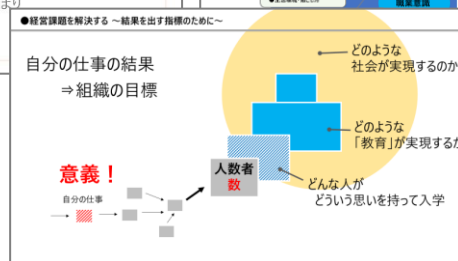 職業意識
●経営課題を解決する ～結果を出す指標のために～
自分の仕事の結果
⇒組織の目標
どのような
社会が実現するのか
どのような
「教育」が実現するか
意義！
自分の仕事
人数者
数
どんな人が
どういう思いを持って入学